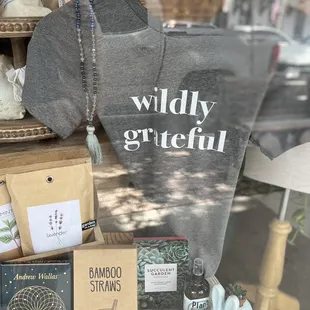 wildly
grateful
lavender
Andrew Wallas
BAMBOO
STRAWS
SUCCULENT
GARDEN
Plan